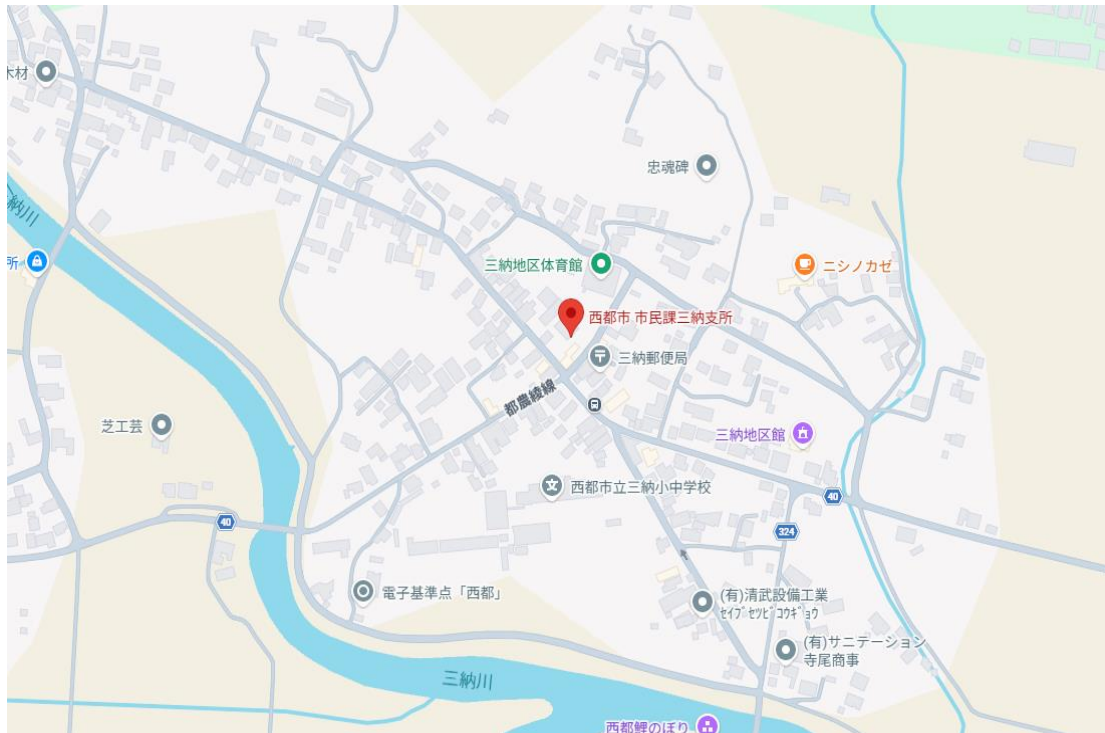 木材
忠魂碑
三納川
所
三納地区体育館
ニシノカゼ
西都市 市民課三納支所
三納郵便局
都農綾線
芝工芸
三納地区館
西都市立三納小中学校
40
40
324
電子基準点「西都」
(有)清武設備工業
セイブセツビコウギョウ
(有)サニテーション
寺尾商事
三納川
西都鯉のぼり